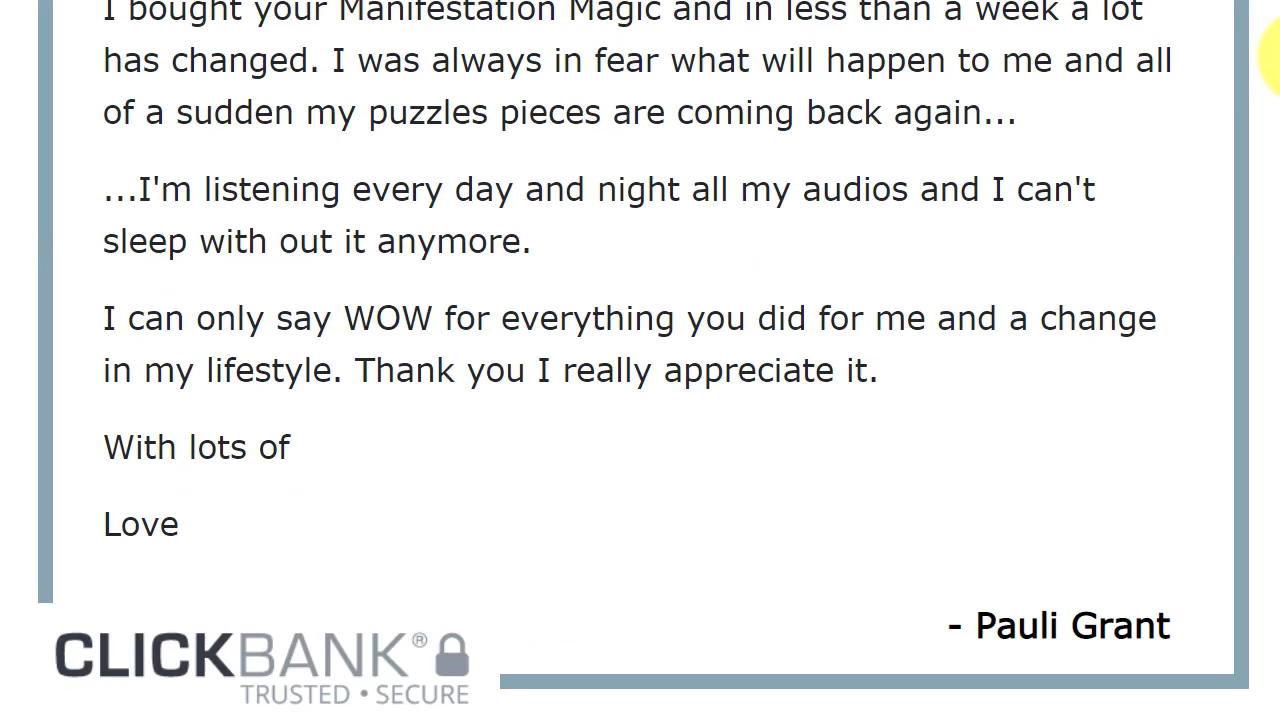 I bought your Manifestation Magic and in less than a week a lot
has changed. I was always in fear what will happen to me and all
of a sudden my puzzles pieces are coming back again...
...I'm listening every day and night all my audios and I can't
sleep with out it anymore.
I can only say WOW for everything you did for me and a change
in my lifestyle. Thank you I really appreciate it.
With lots of
Love
- Pauli Grant
CLICKBANK®
TRUSTED • SECURE